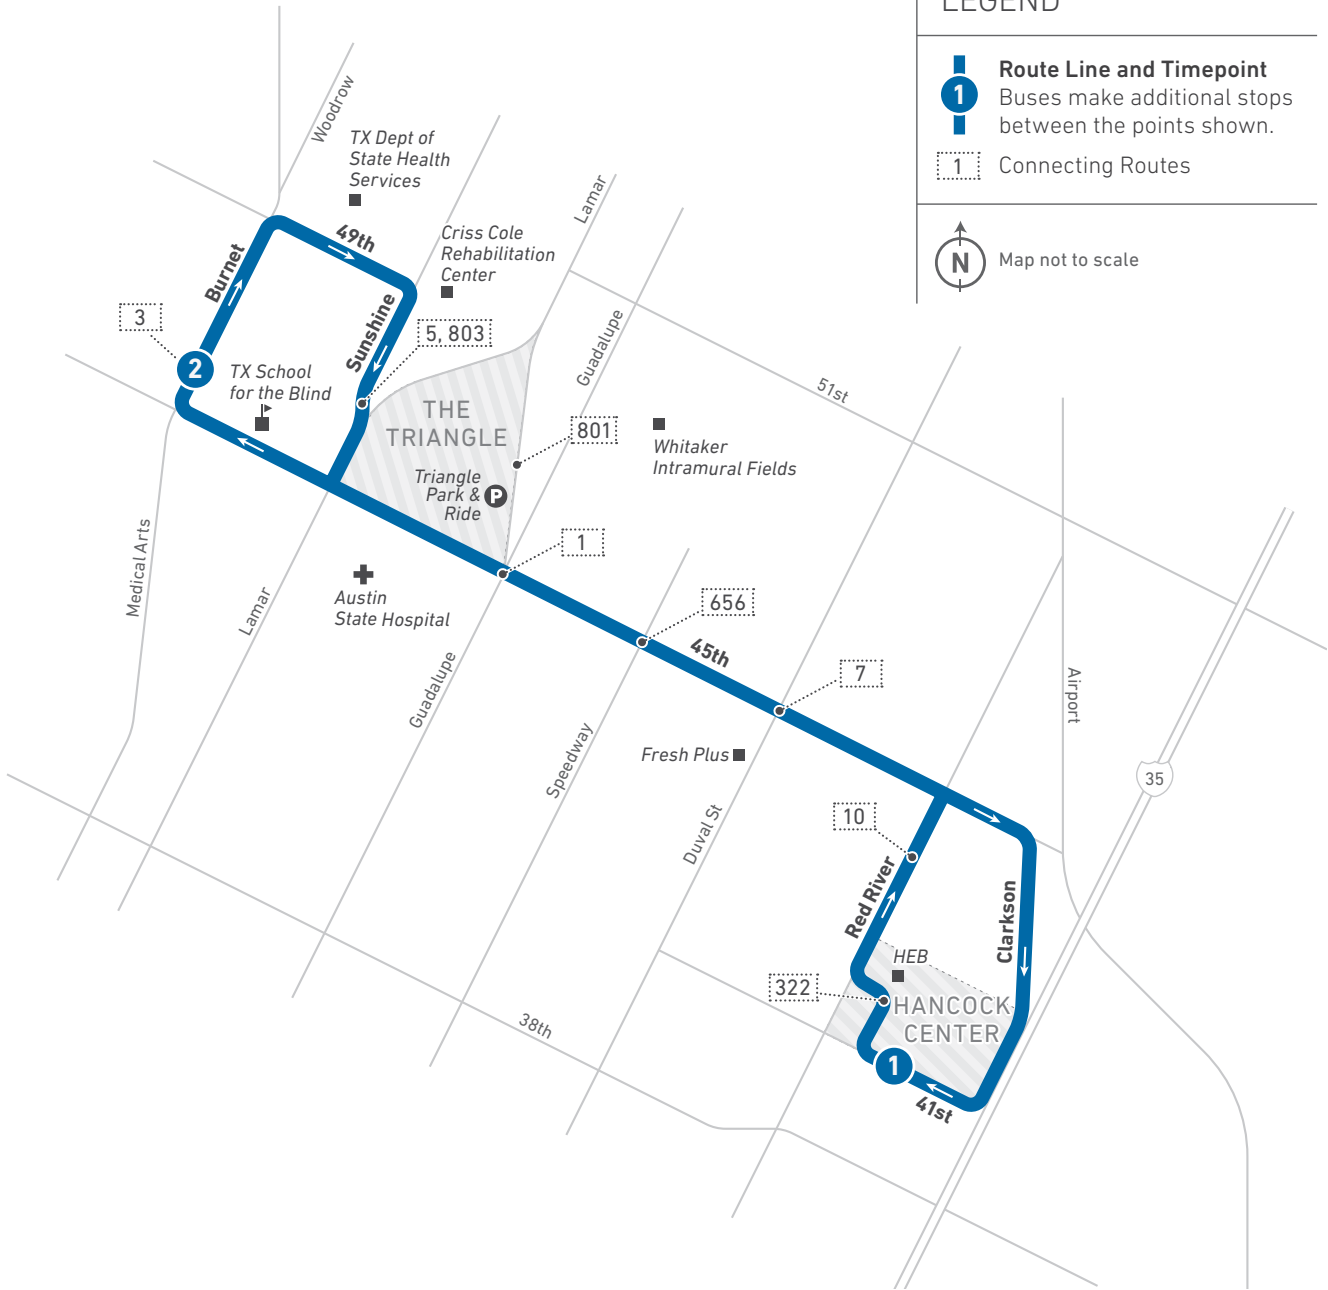 LEGEND
1
Route Line and Timepoint
Buses make additional stops
between the points shown.
1
Connecting Routes
N
Map not to scale
Woodrow
TX Dept of
State Health
Services
Lamar
49th
Criss Cole
Rehabilitation
Center
Burnet
3
Sunshine
5, 803
Guadalupe
2
TX School
for the Blind
51st
THE
TRIANGLE
801
Whitaker
Intramural Fields
Triangle
Park &
Ride
P
1
Medical Arts
Austin
State Hospital
Lamar
656
45th
7
Guadalupe
Airport
Speedway
Fresh Plus
35
Duval St
10
Red River
Clarkson
HEB
322
HANCOCK
CENTER
38th
1
41st